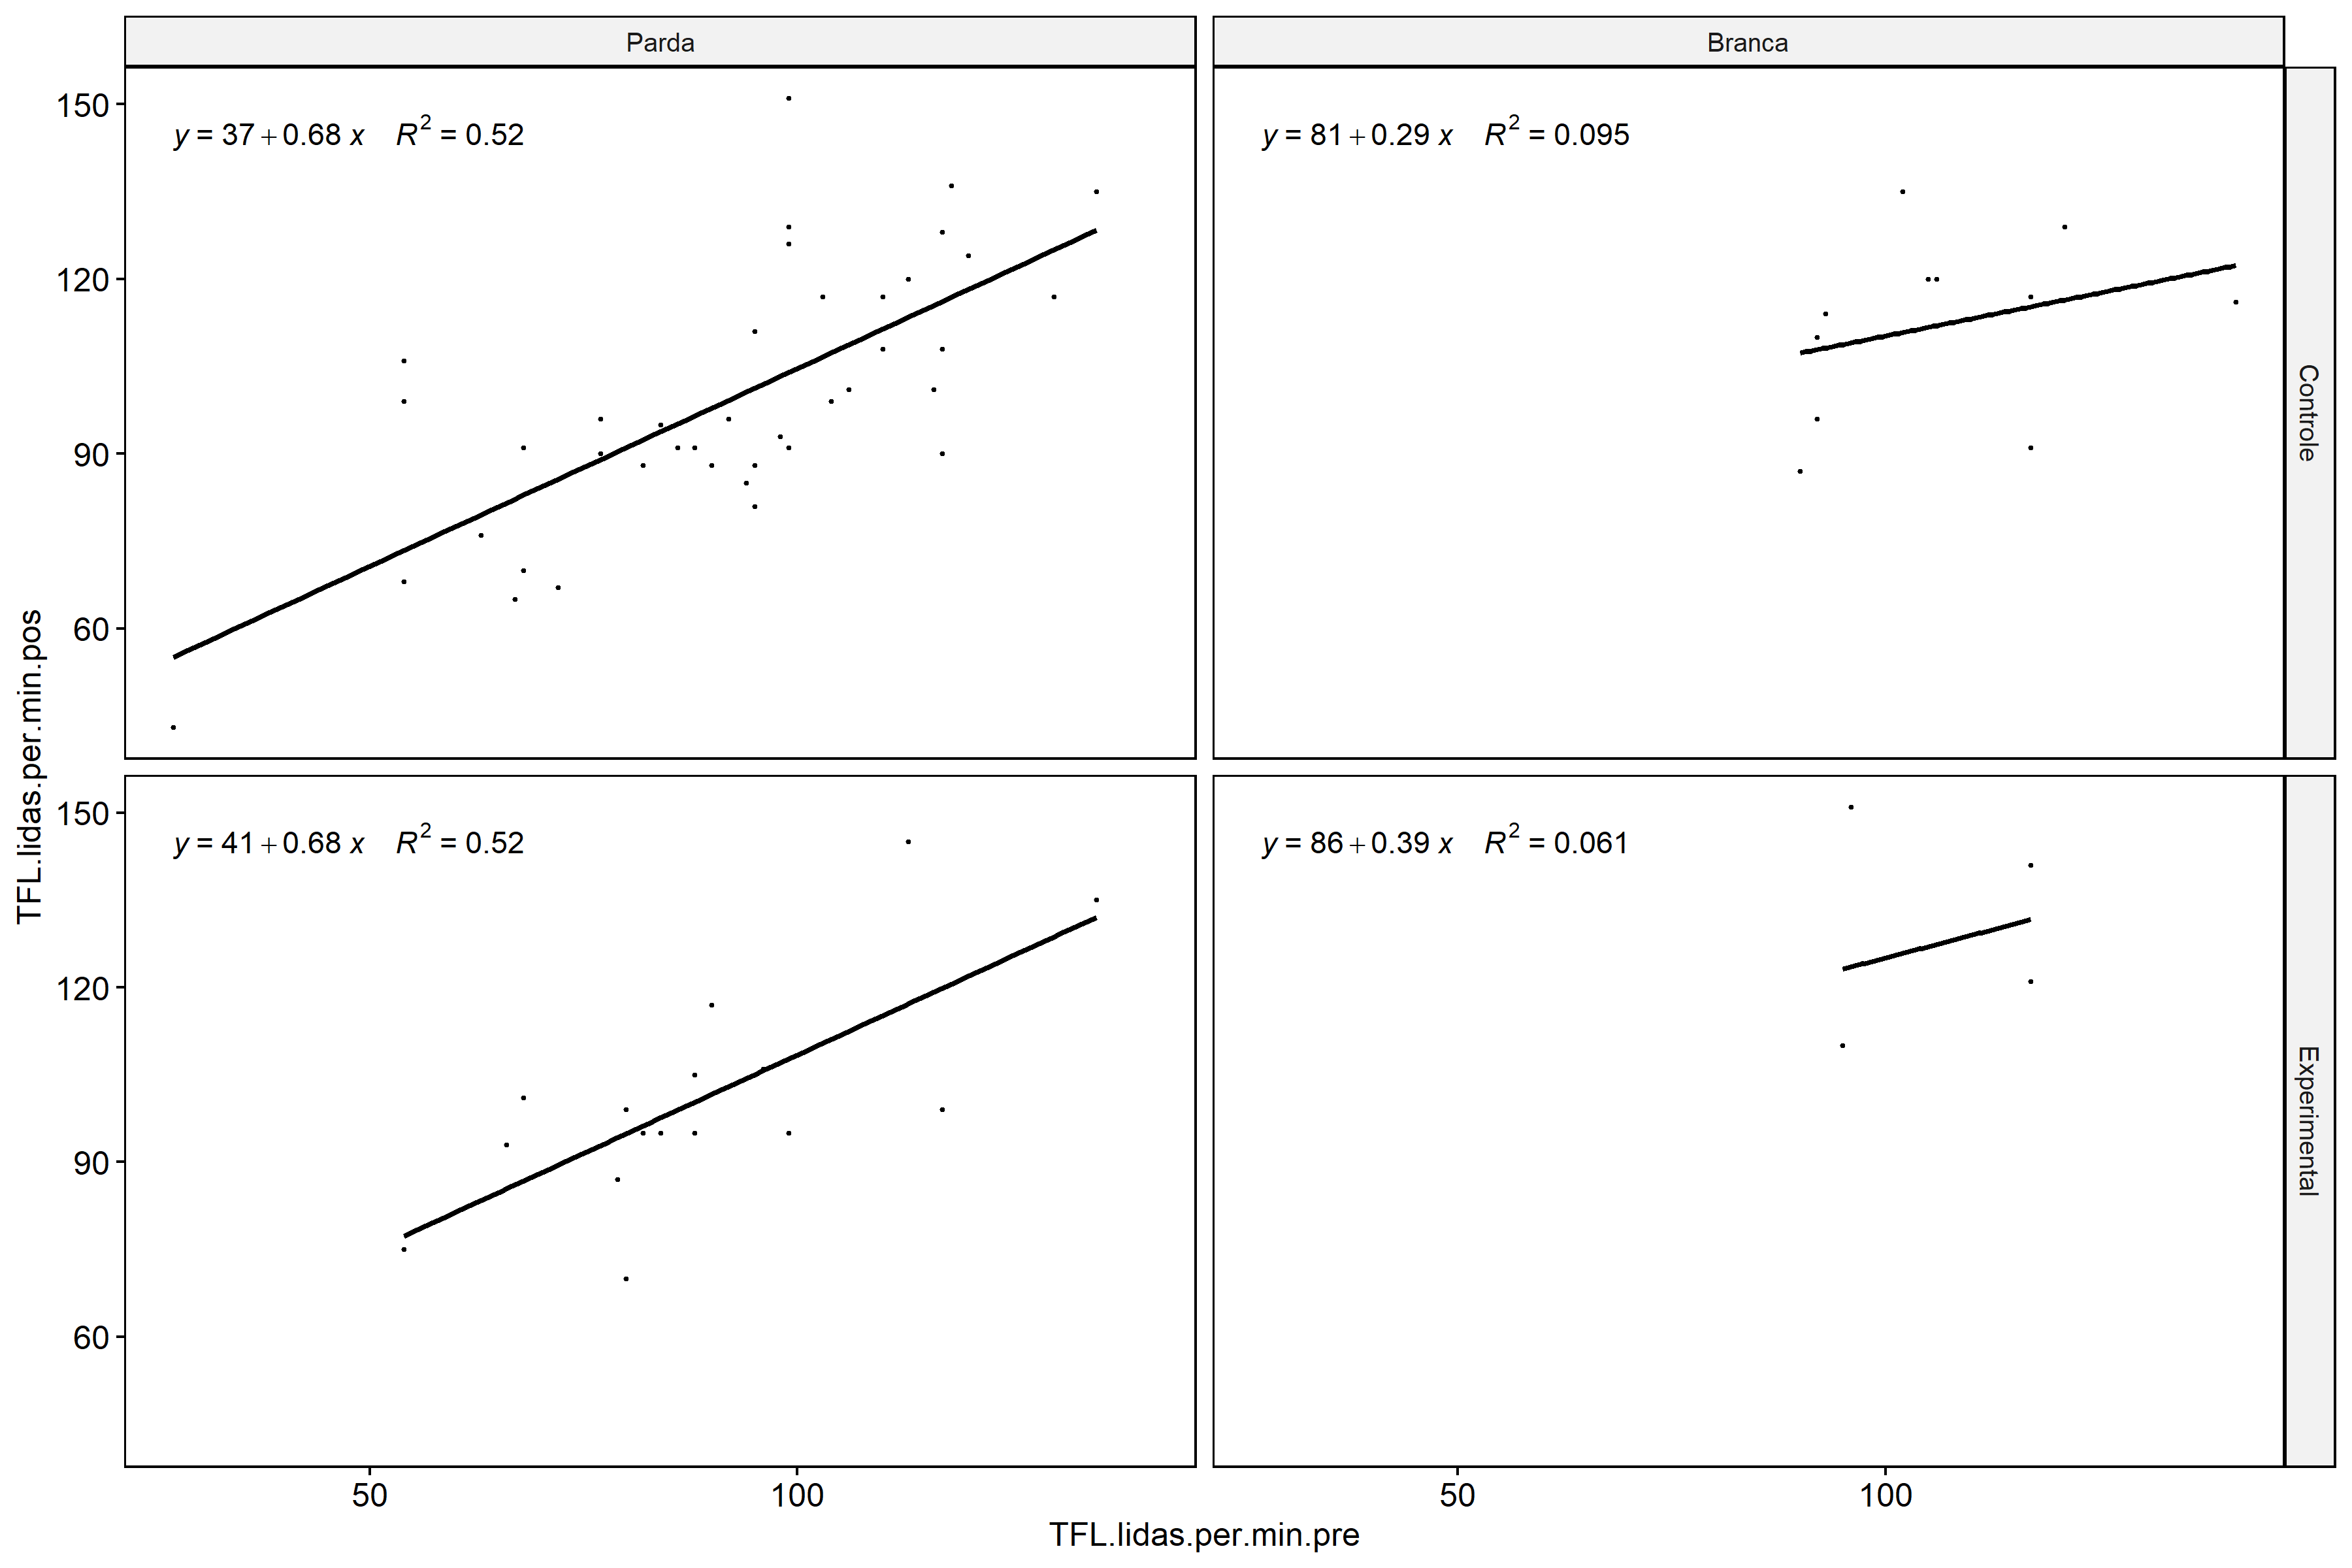 Parda
Branca
150
120
90
60
y = 37 + 0.68 x R² = 0.52
y = 81 + 0.29 x R² = 0.095
Controle
TFL.lidas.per.min.pos
150
120
90
60
y = 41 + 0.68 x R² = 0.52
y = 86 + 0.39 x R² = 0.061
Experimental
50
100
50
100
TFL.lidas.per.min.pre